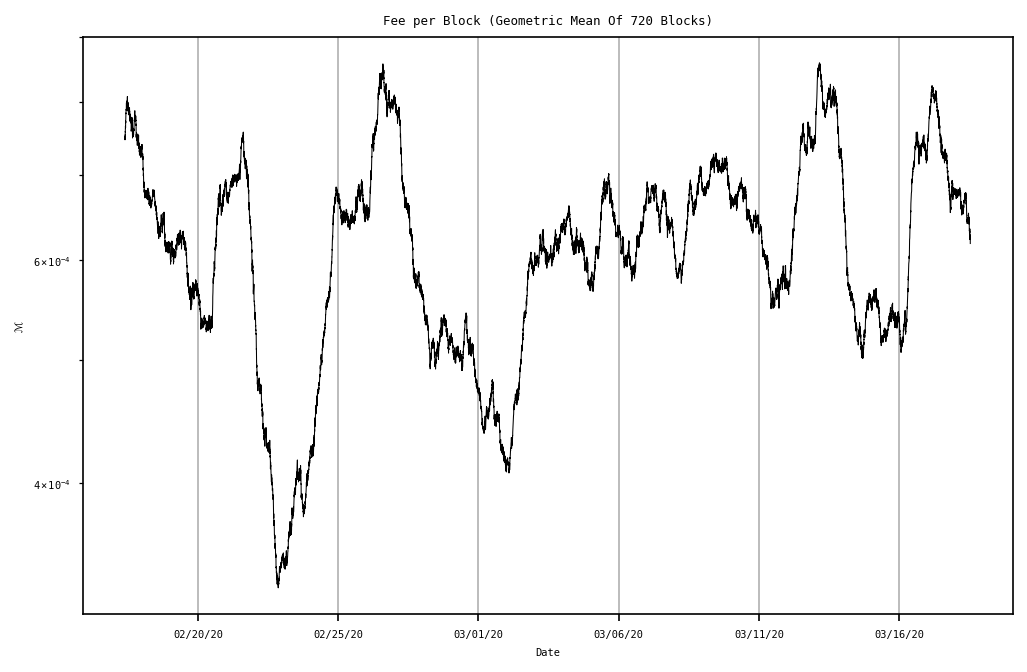 Fee per Block (Geometric Mean Of 720 Blocks)
6×10⁻⁴
ℳ
4×10⁻⁴
02/20/20 02/25/20 03/01/20 03/06/20 03/11/20 03/16/20
Date